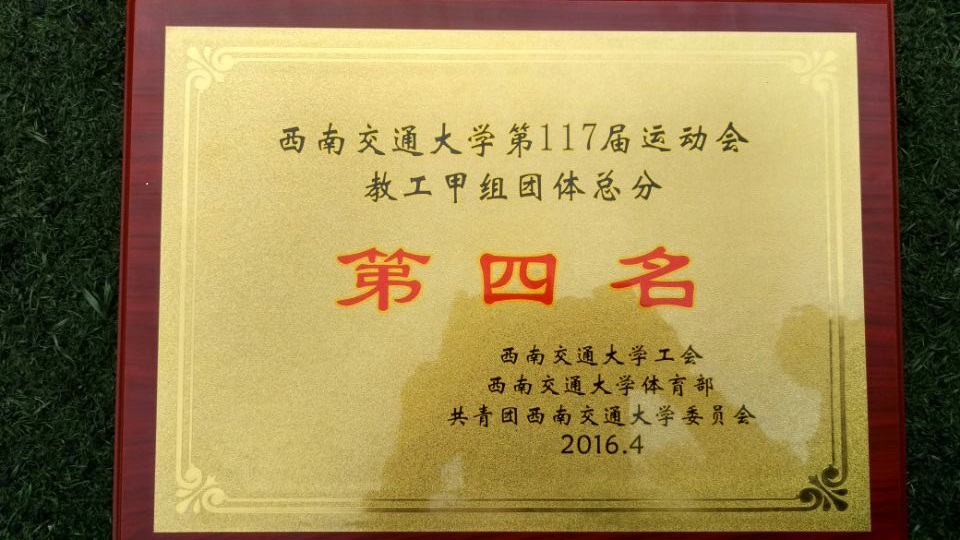 西南交通大学第117届运动会
教工甲组团体总分
第四名
西南交通大学工会
西南交通大学体育部
共青团西南交通大学委员会
2016.4